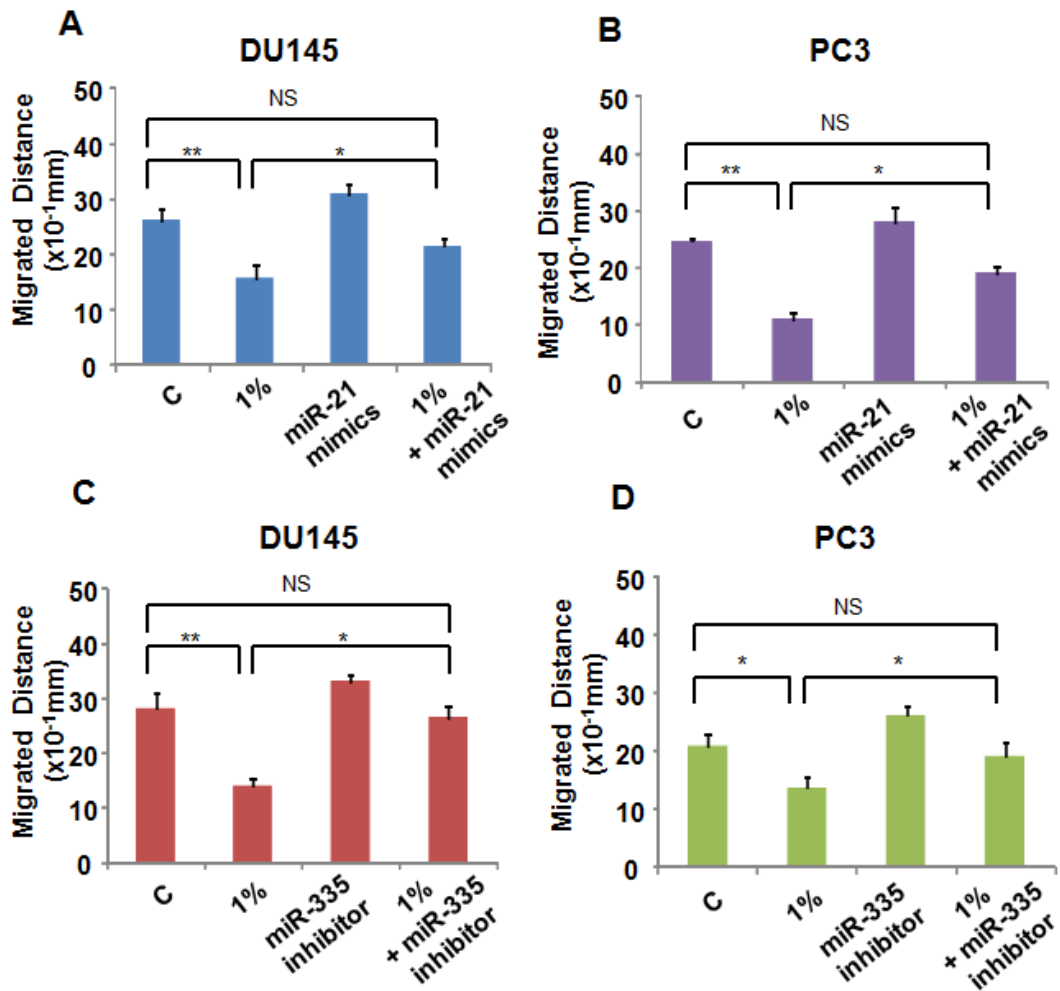 A
DU145
Migrated Distance
(x10-1mm)
50
40
30
20
10
0
NS
**
*
C
1%
miR-21
mimics
1%
+ miR-21
mimics
B
PC3
Migrated Distance
(x10-1mm)
50
40
30
20
10
0
NS
**
*
C
1%
miR-21
mimics
1%
+ miR-21
mimics
C
DU145
Migrated Distance
(x10-1mm)
50
40
30
20
10
0
NS
**
*
C
1%
miR-335
inhibitor
1%
+ miR-335
inhibitor
D
PC3
Migrated Distance
(x10-1mm)
50
40
30
20
10
0
NS
*
*
C
1%
miR-335
inhibitor
1%
+ miR-335
inhibitor